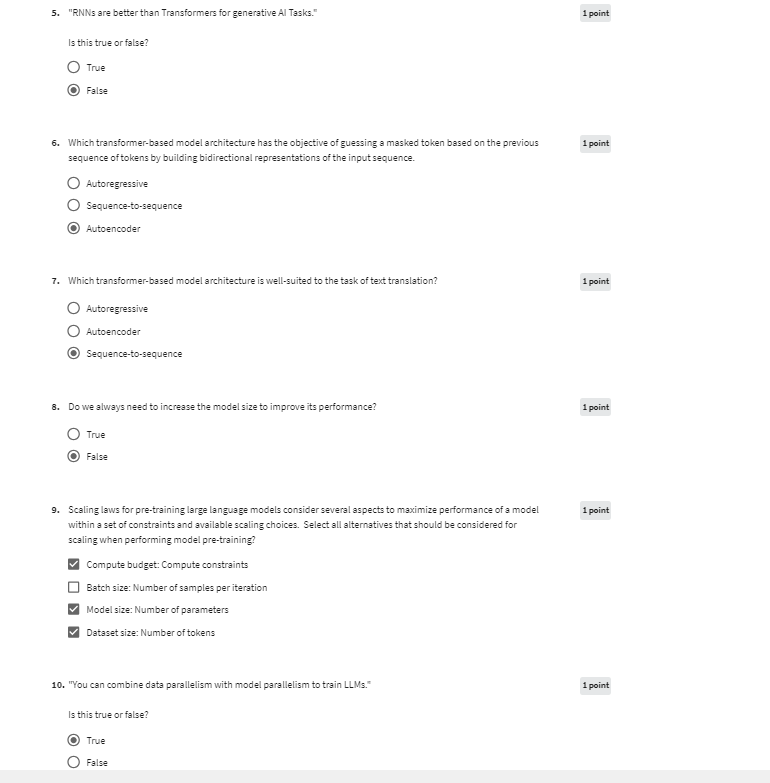 5. "RNNs are better than Transformers for generative AI Tasks."
1 point
Is this true or false?
True
False
6. Which transformer-based model architecture has the objective of guessing a masked token based on the previous
sequence of tokens by building bidirectional representations of the input sequence.
1 point
Autoregressive
Sequence-to-sequence
Autoencoder
7. Which transformer-based model architecture is well-suited to the task of text translation?
1 point
Autoregressive
Autoencoder
Sequence-to-sequence
8. Do we always need to increase the model size to improve its performance?
1 point
True
False
9. Scaling laws for pre-training large language models consider several aspects to maximize performance of a model
within a set of constraints and available scaling choices. Select all alternatives that should be considered for
scaling when performing model pre-training?
1 point
Compute budget: Compute constraints
Batch size: Number of samples per iteration
Model size: Number of parameters
Dataset size: Number of tokens
10. "You can combine data parallelism with model parallelism to train LLMs."
1 point
Is this true or false?
True
False